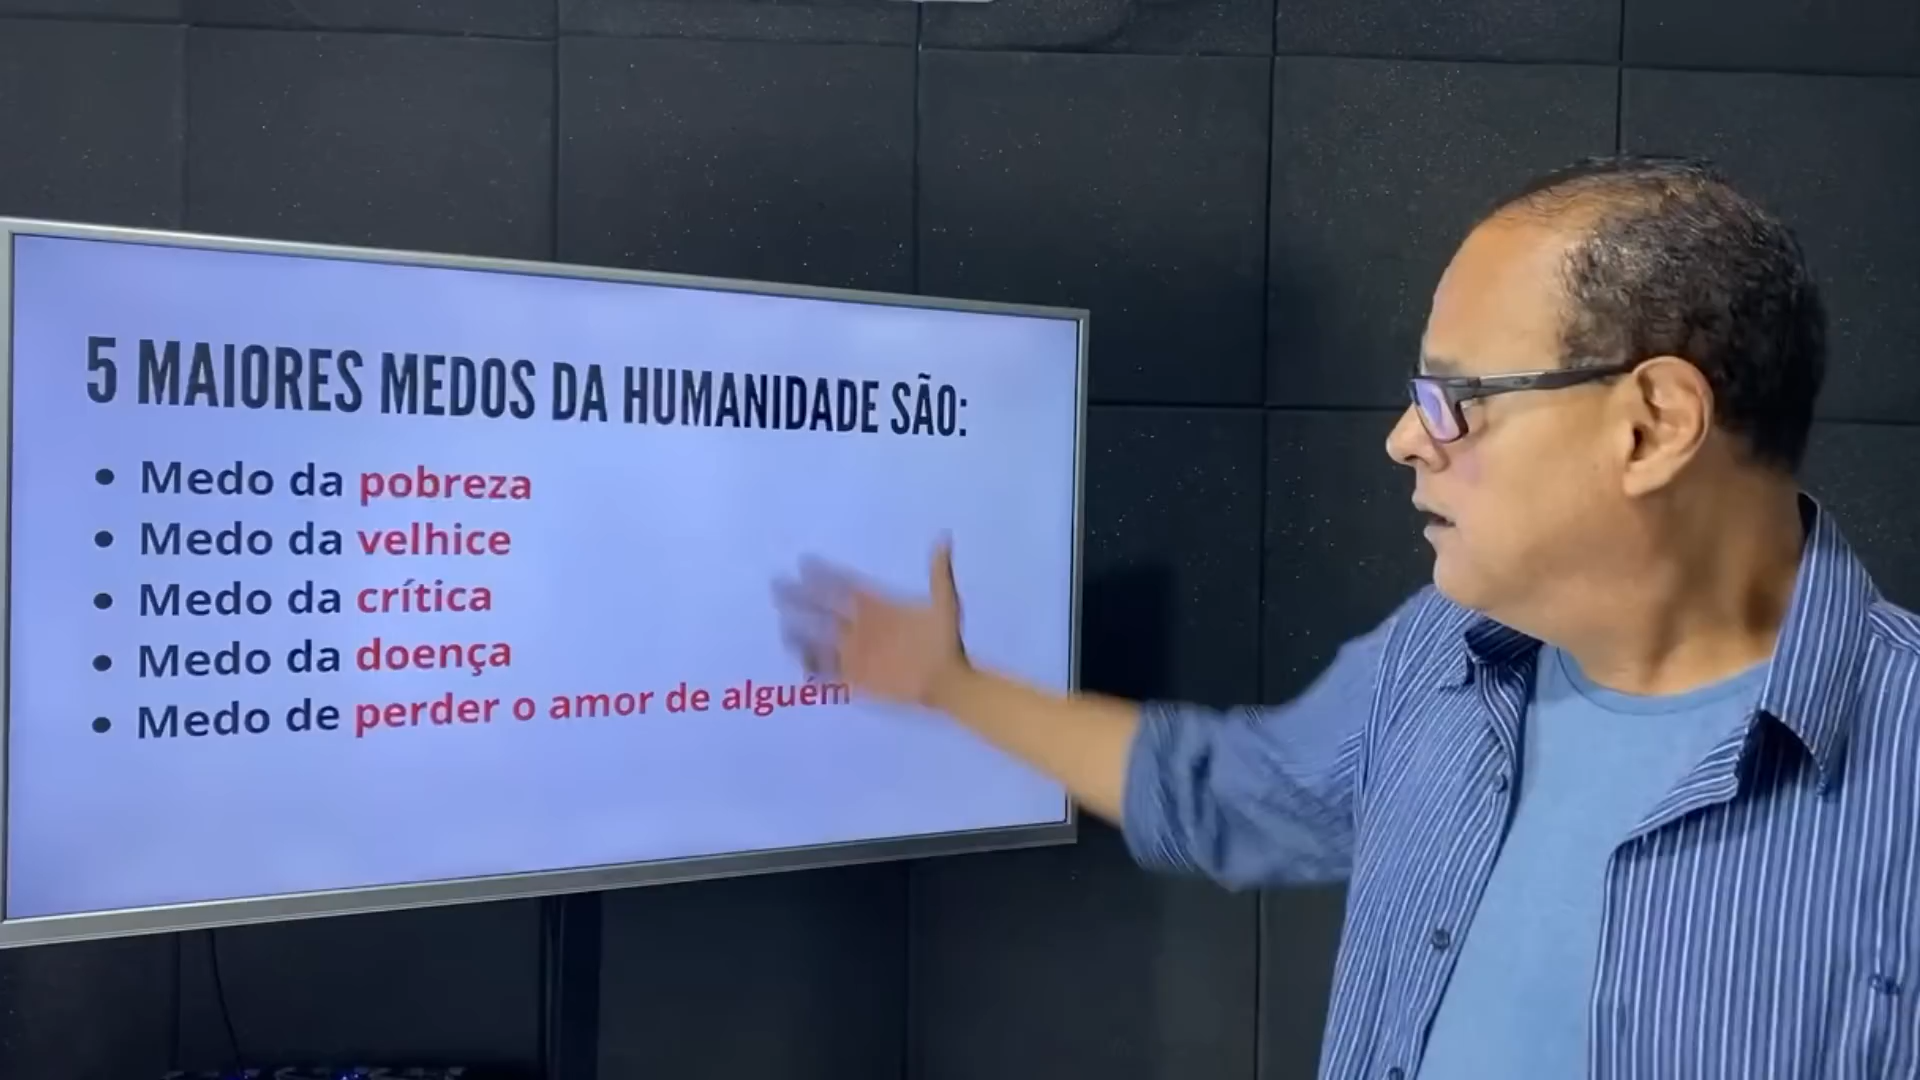 5 MAIORES MEDOS DA HUMANIDADE SÃO:
• Medo da pobreza
• Medo da velhice
• Medo da crítica
• Medo da doença
• Medo de perder o amor de alguém